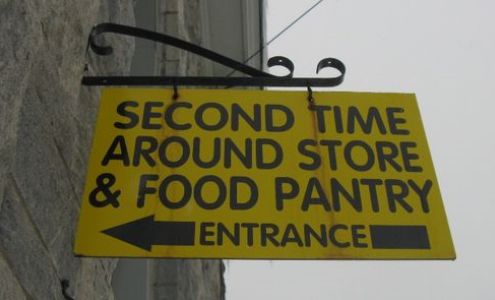 SECOND TIME
AROUND STORE
& FOOD PANTRY
ENTRANCE